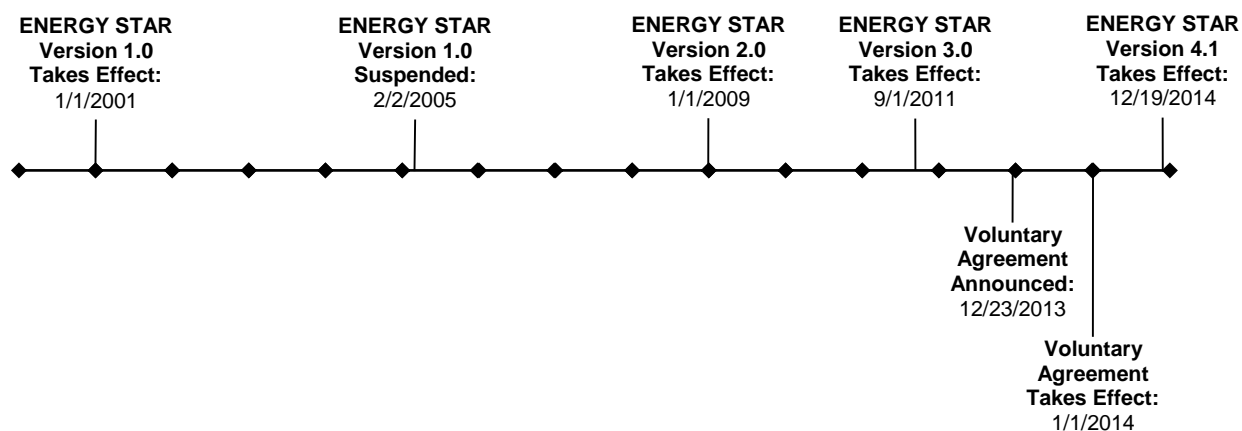 ENERGY STAR
Version 1.0
Takes Effect:
1/1/2001
ENERGY STAR
Version 1.0
Suspended:
2/2/2005
ENERGY STAR
Version 2.0
Takes Effect:
1/1/2009
ENERGY STAR
Version 3.0
Takes Effect:
9/1/2011
ENERGY STAR
Version 4.1
Takes Effect:
12/19/2014
Voluntary
Agreement
Announced:
12/23/2013
Voluntary
Agreement
Takes Effect:
1/1/2014